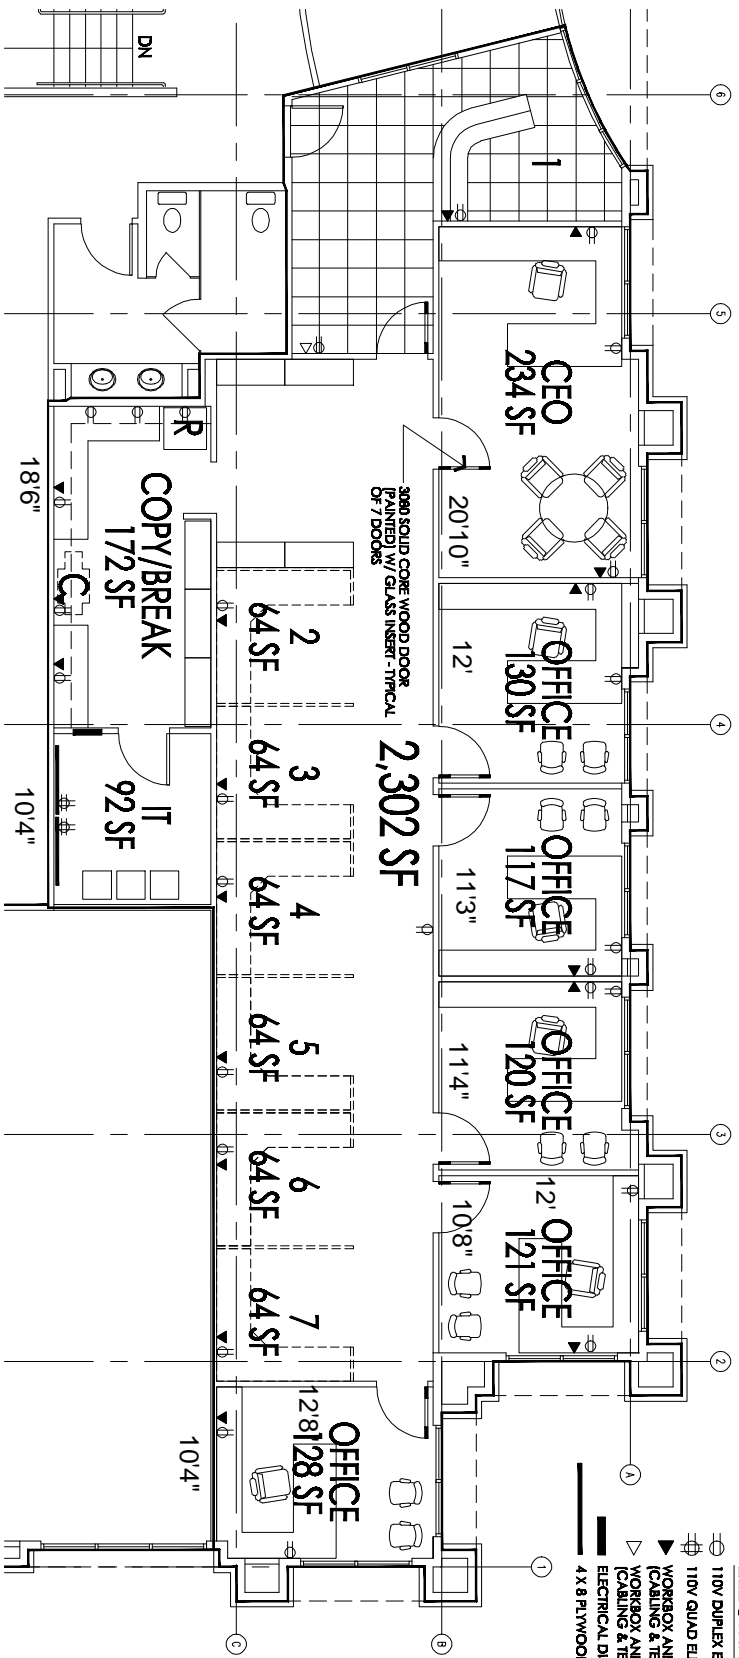 DN
6
1
5
CEO
234 SF
20'10"
R
3080 SOLID CORE WOOD DOOR
(PAINTED) W/ GLASS INSERT - TYPICAL
OF 7 DOORS
18'6"
COPY/BREAK
172 SF
C
2
64 SF
OFFICE
130 SF
12'
4
2,302 SF
3
64 SF
IT
92 SF
10'4"
OFFICE
117 SF
11'3"
4
64 SF
5
64 SF
OFFICE
120 SF
11'4"
3
6
64 SF
12'
OFFICE
121 SF
10'8"
7
64 SF
2
OFFICE
128 SF
12'8"
10'4"
A
1
B
C
110V DUPLEX E
110V QUAD EL
WORKBOX AN
(CABLING & TE
WORKBOX AN
(CABLING & TE
ELECTRICAL DI
4 X 8 PLYWOO